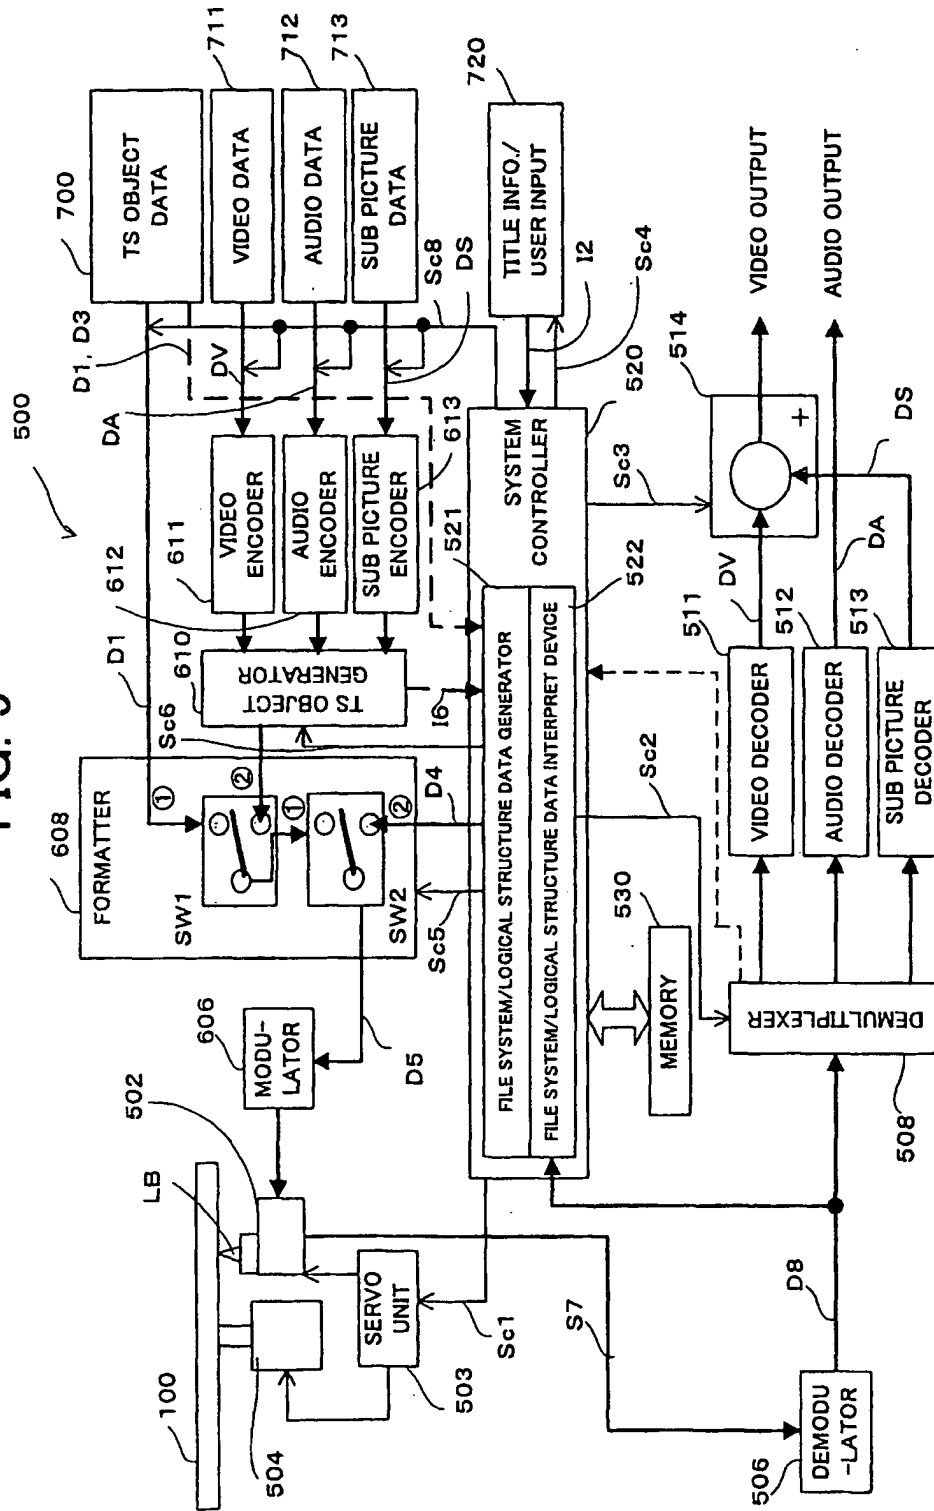 FIG.
500
100
504
LB
502
606
MODU-
LATOR
SERVO
UNIT
503
Sc1
S7
506
DEMODU
-LATOR
D8
D5
608
FORMATTER
SW1
①
②
SW2
①
②
Sc5
D4
Sc6
D1
610
TS OBJECT
GENERATOR
I6
612
611
VIDEO
ENCODER
AUDIO
ENCODER
SUB PICTURE
ENCODER
613
D1, D3
DV
DA
DS
Sc8
700
TS OBJECT
DATA
VIDEO DATA
711
AUDIO DATA
712
SUB PICTURE
DATA
713
720
TITLE INFO./
USER INPUT
I2
Sc4
520
SYSTEM
CONTROLLER
521
522
FILE SYSTEM/LOGICAL STRUCTURE DATA GENERATOR
FILE SYSTEM/LOGICAL STRUCTURE DATA INTERPRET DEVICE
530
MEMORY
Sc2
Sc3
DEMULTIPLEXER
508
511
VIDEO DECODER
512
AUDIO DECODER
513
SUB PICTURE
DECODER
DV
DA
DS
514
+
VIDEO OUTPUT
AUDIO OUTPUT